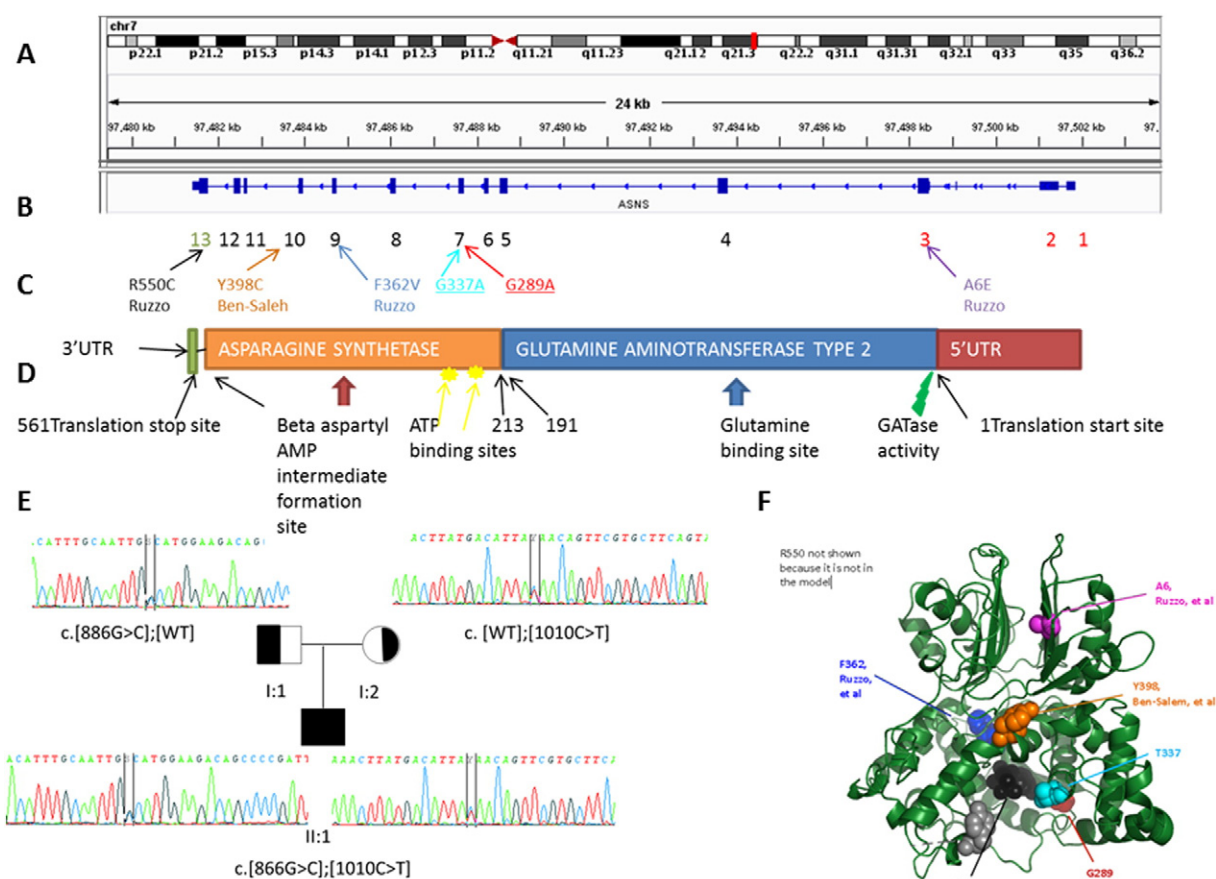 A
chr7
p22.1 p21.2 p15.3 p14.3 p14.1 p12.3 p11.2 q11.21 q11.23 q21.12 q21.3 q22.2 q31.1 q31.31 q32.1 q33 q35 q36.2
24 kb
97,480 kb 97,482 kb 97,484 kb 97,486 kb 97,488 kb 97,490 kb 97,492 kb 97,494 kb 97,496 kb 97,498 kb 97,500 kb 97,502 kb 97,
B
ASNS
13 12 11 10 9 8 7 6 5 4 3 2 1
C
R550C
Ruzzo
Y398C
Ben-Saleh
F362V
Ruzzo
G337A
G289A
A6E
Ruzzo
3'UTR
ASPARAGINE SYNTHETASE
GLUTAMINE AMINOTRANSFERASE TYPE 2
5'UTR
D
561Translation stop site
Beta aspartyl
AMP
intermediate
formation
site
ATP
binding sites
213
191
Glutamine
binding site
GATase
activity
1Translation start site
E
CATTTGCAATTGSCATGGAAGACAG
c.[886G>C];[WT]
ACTTATGACATTAYAACAGTTCGTGCTTCAGT
c. [WT];[1010C>T]
I:1
I:2
ACATTTGCAATTGSCATGGAAGACAGCCCCGATT
AAACTTATGACATTAYAACAGTTCGTGCTTC
II:1
c.[866G>C];[1010C>T]
F
R550 not shown
because it is not in
the model
A6,
Ruzzo, et al
F362,
Ruzzo,
et al
Y398,
Ben-Salem, et al
T337
G289